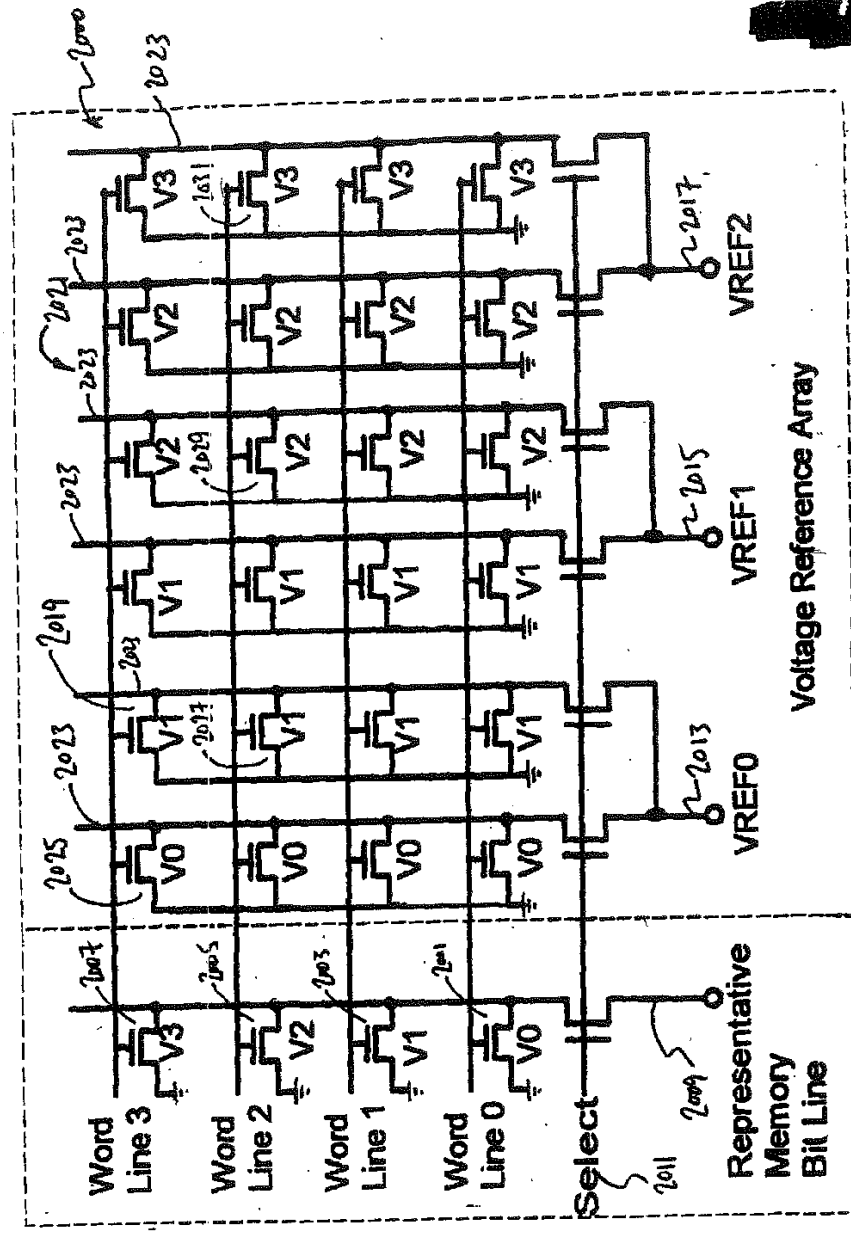 2000
2023
2023
2021
2023
2023
2019
2023
2023
2025
2007
Word
Line 3
V3
V0
V1
V1
V2
V2
V3
2005
2027
2029
2031
Word
Line 2
V2
V0
V1
V1
V2
V2
V3
2003
Word
Line 1
V1
V0
V1
V1
V2
V2
V3
2001
Word
Line 0
V0
V0
V1
V1
V2
V2
V3
Select
2011
2009
2013
2015
2017
Representative
Memory
Bit Line
VREF0
VREF1
VREF2
Voltage Reference Array